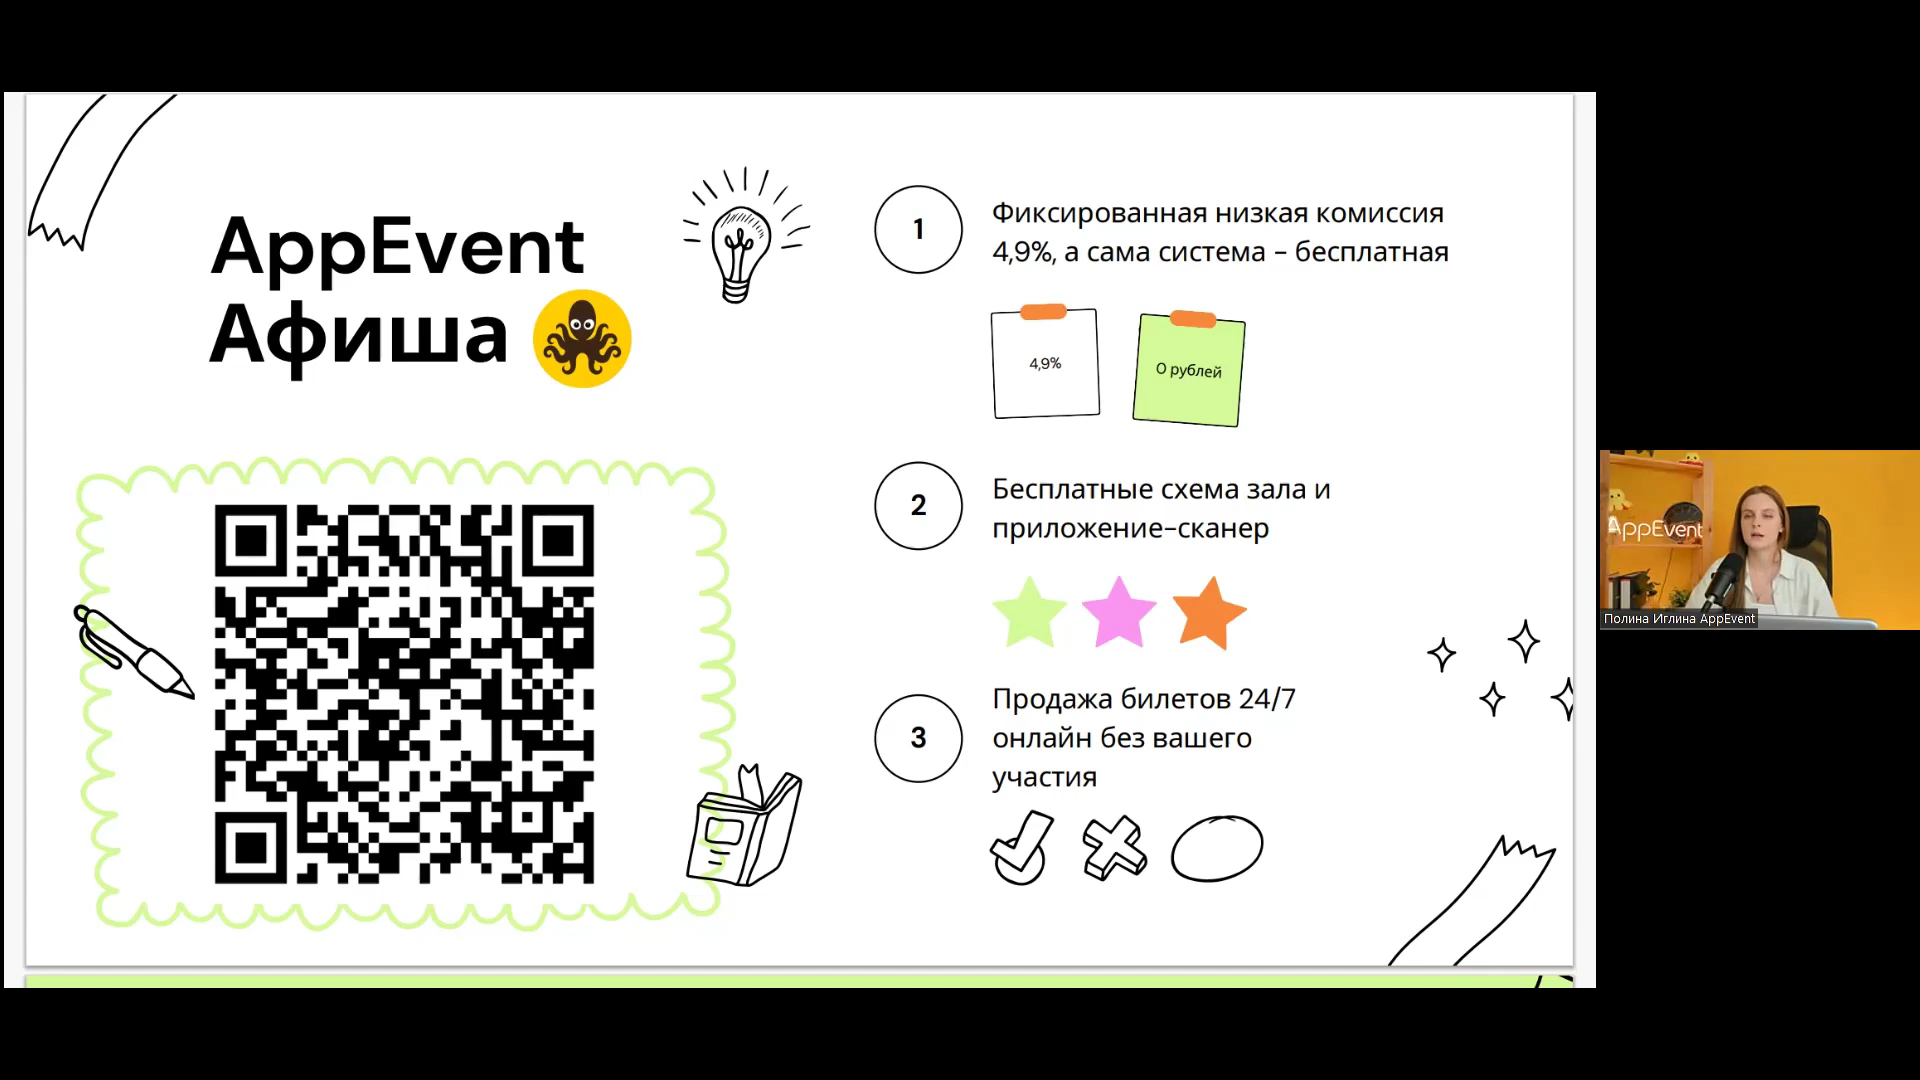 AppEvent
Афиша
1
Фиксированная низкая комиссия
4,9%, а сама система – бесплатная
4,9%
О рублей
2
Бесплатные схема зала и
приложение-сканер
3
Продажа билетов 24/7
онлайн без вашего
участия
AppEvent
Полина Иглина AppEvent